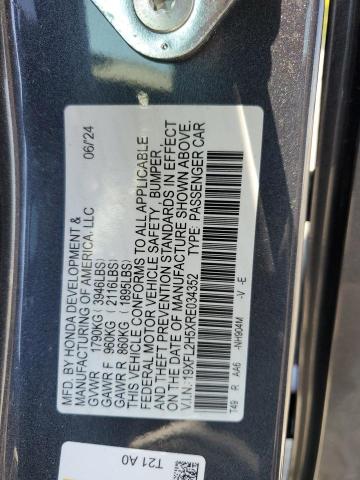 MFD. BY HONDA DEVELOPMENT &
MANUFACTURING OF AMERICA, LLC 06/24
GVWR 1790KG (3946LBS)
GAWR F 960KG (2116LBS)
GAWR R 860KG (1895LBS)
THIS VEHICLE CONFORMS TO ALL APPLICABLE
FEDERAL MOTOR VEHICLE SAFETY, BUMPER
AND THEFT PREVENTION STANDARDS IN EFFECT
ON THE DATE OF MANUFACTURE SHOWN ABOVE.
V.I.N.: 19XFL2H5XRE034352 TYPE: PASSENGER CAR
T49 R AA6 -NH904M -V -E
T21 A0